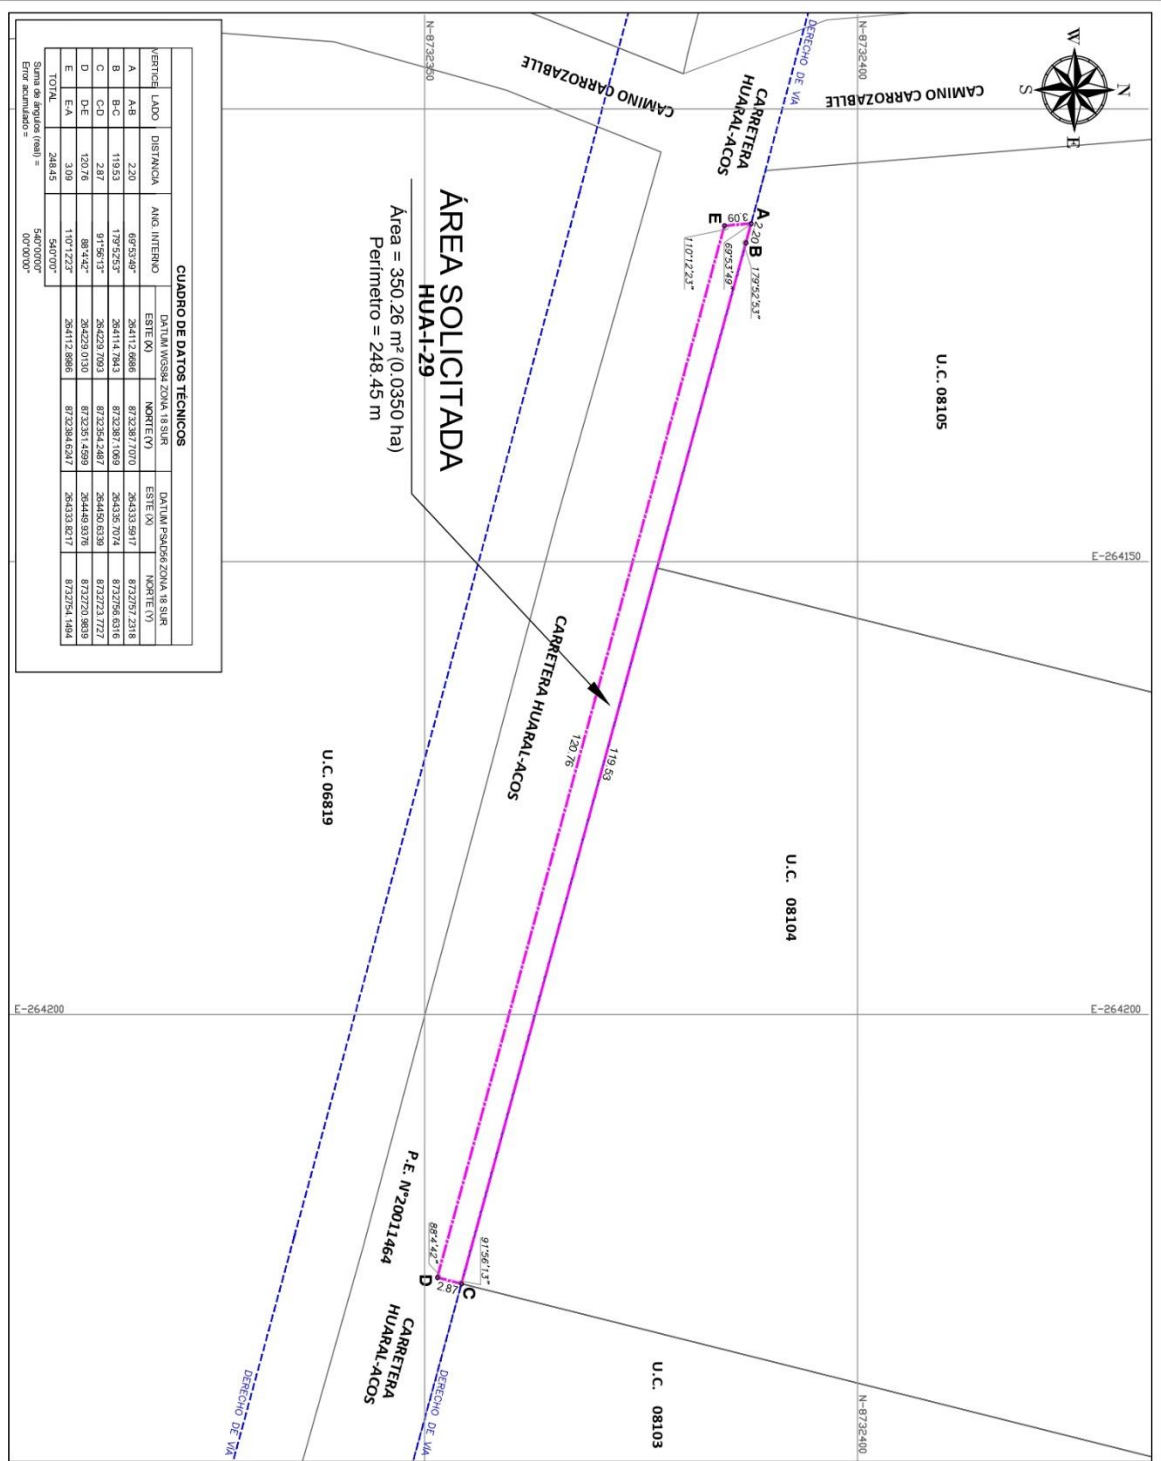 N
W
E
S
CAMINO CARROZABLLE
CAMINO CARROZABLLE
N-8732400
N-8732350
DERECHO DE VIA
CARRETERA
HUARAL-ACOS
A
2.20
B
179°52'53"
3.09
E
69°53'49"
110°12'23"
U.C. 08105
E-264150
ÁREA SOLICITADA
HUA-I-29
Área = 350.26 m² (0.0350 ha)
Perímetro = 248.45 m
CARRETERA HUARAL-ACOS
119.53
120.76
U.C. 08104
U.C. 06819
E-264200
E-264200
P.E. N°20011464
88°4'42"
D
2.87
C
91°56'13"
CARRETERA
HUARAL-ACOS
DERECHO DE VIA
DERECHO DE VIA
U.C. 08103
N-8732400
CUADRO DE DATOS TÉCNICOS
DATUM WGS84 ZONA 18 SUR DATUM PSAD56 ZONA 18 SUR
VERTICE LADO DISTANCIA ANG. INTERNO ESTE (X) NORTE (Y) ESTE (X) NORTE (Y)
A A-B 2.20 69°53'49" 264112.6686 8732387.7070 264333.5917 8732757.2318
B B-C 119.53 179°52'53" 264114.7843 8732387.1069 264335.7074 8732756.6316
C C-D 2.87 91°56'13" 264229.7093 8732354.2487 264450.6339 8732723.7727
D D-E 120.76 88°4'42" 264229.0130 8732351.4599 264449.9376 8732720.9839
E E-A 3.09 110°12'23" 264112.8986 8732384.6247 264333.8217 8732754.1494
TOTAL 248.45 540°00'00"
Suma de ángulos (real) = 540°00'00"
Error acumulado = 00°00'00"